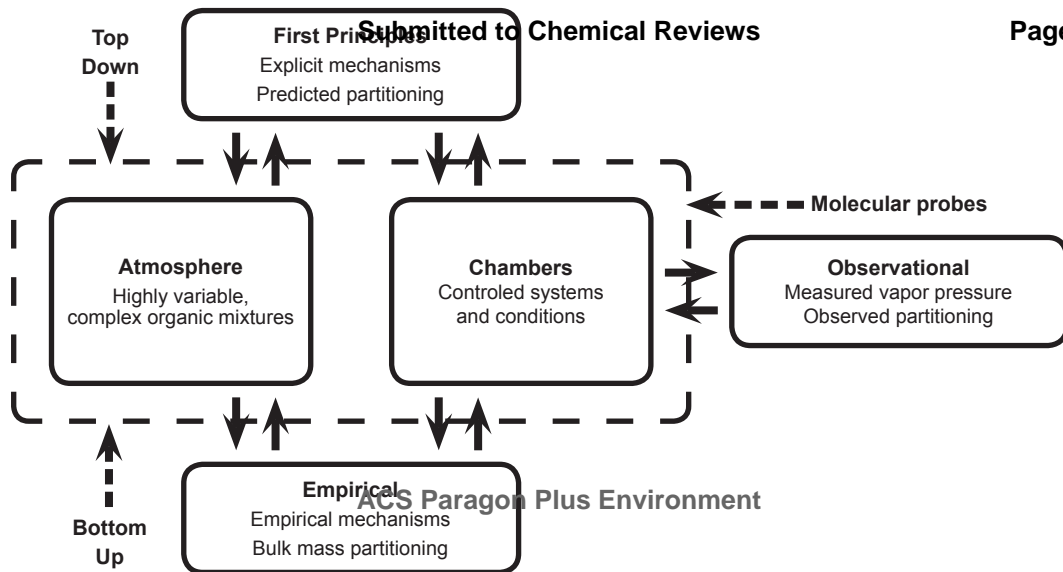 Submitted to Chemical Reviews
Page
Top
Down
First Principles
Explicit mechanisms
Predicted partitioning
Molecular probes
Atmosphere
Highly variable,
complex organic mixtures
Chambers
Controled systems
and conditions
Observational
Measured vapor pressure
Observed partitioning
Bottom
Up
Empirical
Empirical mechanisms
Bulk mass partitioning
ACS Paragon Plus Environment